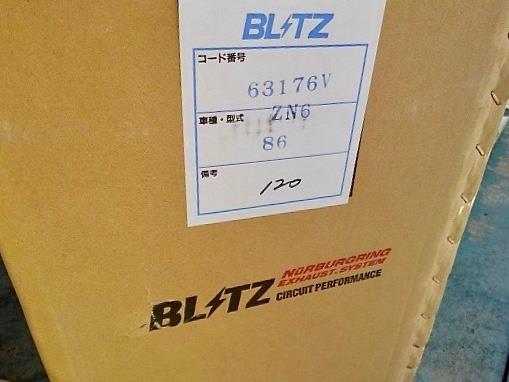 BLITZ
コード番号
63176V
車種・型式 ZN6
86
備考
120
BLITZ NÜRBURGRING
EXHAUST.SYSTEM
CIRCUIT PERFORMANCE